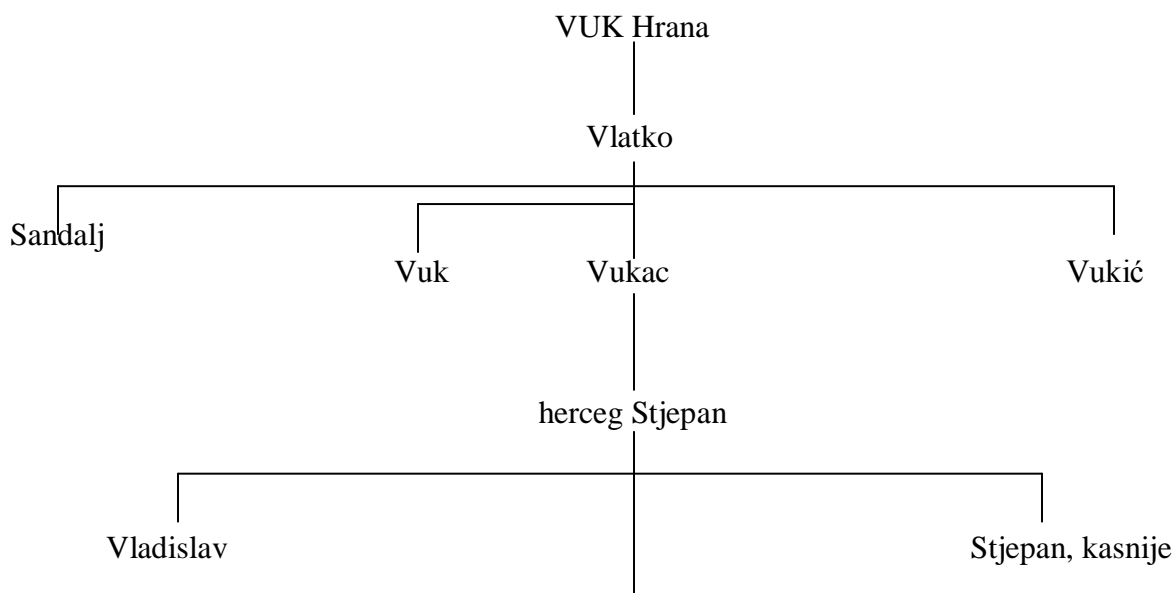 VUK Hrana
Vlatko
Sandalj
Vuk
Vukac
Vukić
herceg Stjepan
Vladislav
Stjepan, kasnije